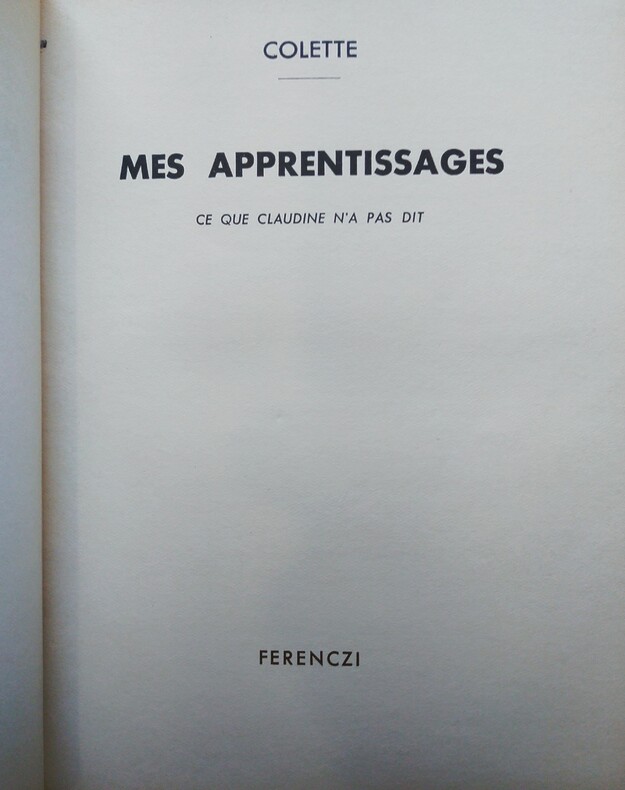 COLETTE
MES APPRENTISSAGES
CE QUE CLAUDINE N'A PAS DIT
FERENCZI